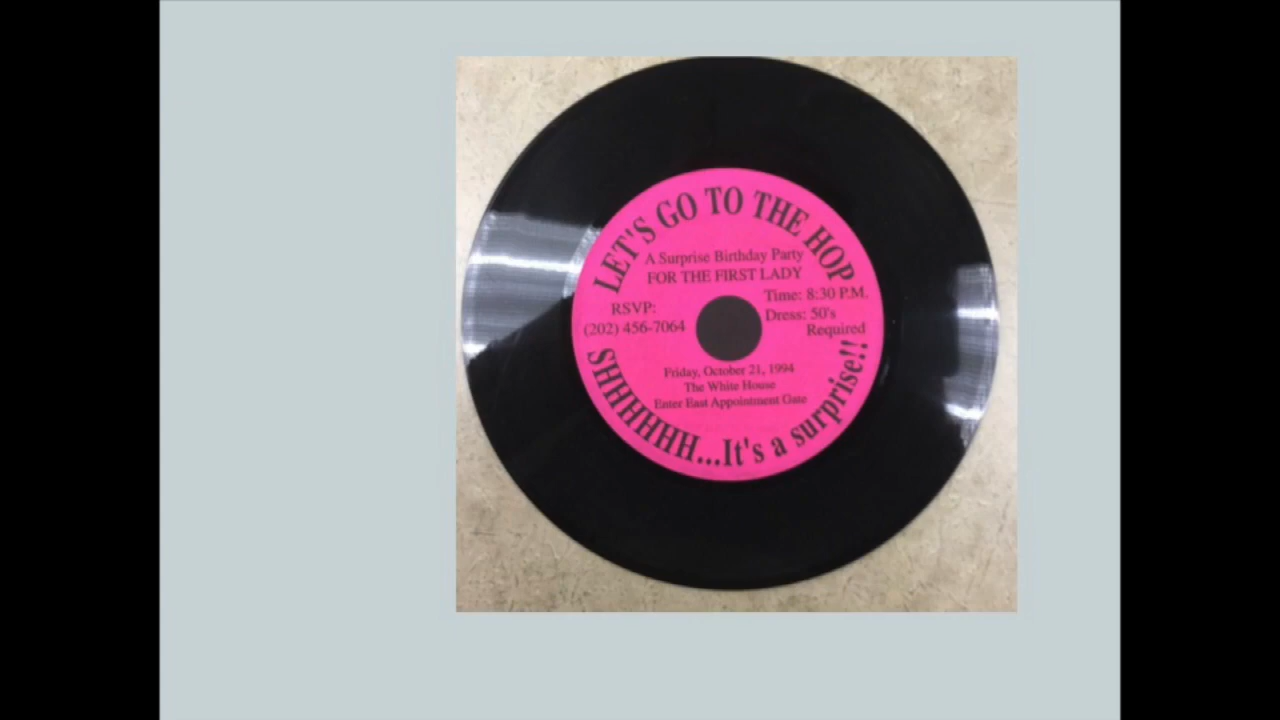 LET'S GO TO THE HOP
A Surprise Birthday Party
FOR THE FIRST LADY
RSVP:
(202) 456-7064
Time: 8:30 P.M.
Dress: 50's
Required
Friday, October 21, 1994
The White House
Enter East Appointment Gate
SHHHHHH...It's a surprise!!